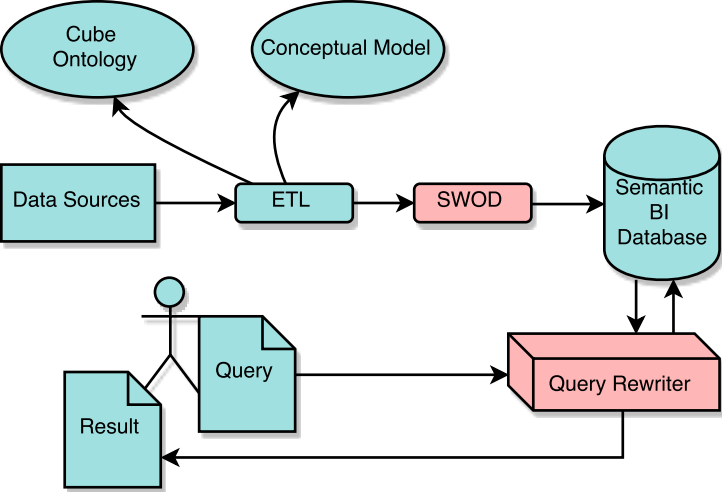 Cube
Ontology
Conceptual Model
Data Sources
ETL
SWOD
Semantic
BI
Database
Query
Query Rewriter
Result